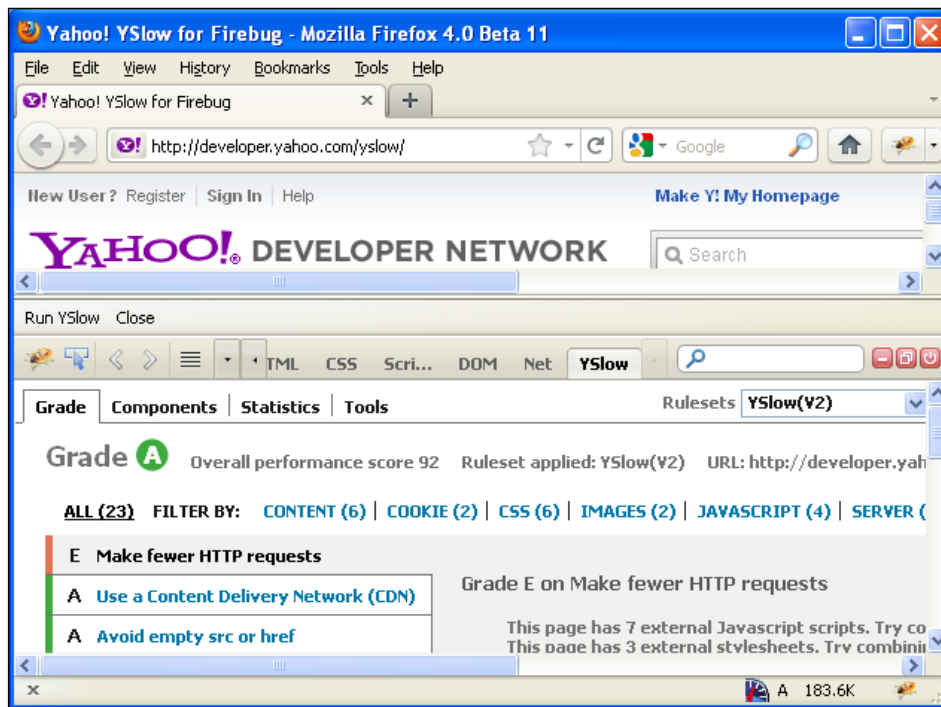 Yahoo! YSlow for Firebug - Mozilla Firefox 4.0 Beta 11
File Edit View History Bookmarks Tools Help
Y! Yahoo! YSlow for Firebug
Y! http://developer.yahoo.com/yslow/ Google
New User? Register Sign In Help Make Y! My Homepage
YAHOO!® DEVELOPER NETWORK Search
Run YSlow Close
TML CSS Scri... DOM Net YSlow
Grade Components Statistics Tools Rulesets YSlow(V2)
Grade A Overall performance score 92 Ruleset applied: YSlow(V2) URL: http://developer.yah
ALL (23) FILTER BY: CONTENT (6) | COOKIE (2) | CSS (6) | IMAGES (2) | JAVASCRIPT (4) | SERVER (
E Make fewer HTTP requests
Grade E on Make fewer HTTP requests
A Use a Content Delivery Network (CDN)
A Avoid empty src or href
This page has 7 external Javascript scripts. Try co
This page has 3 external stylesheets. Try combini
A 183.6K